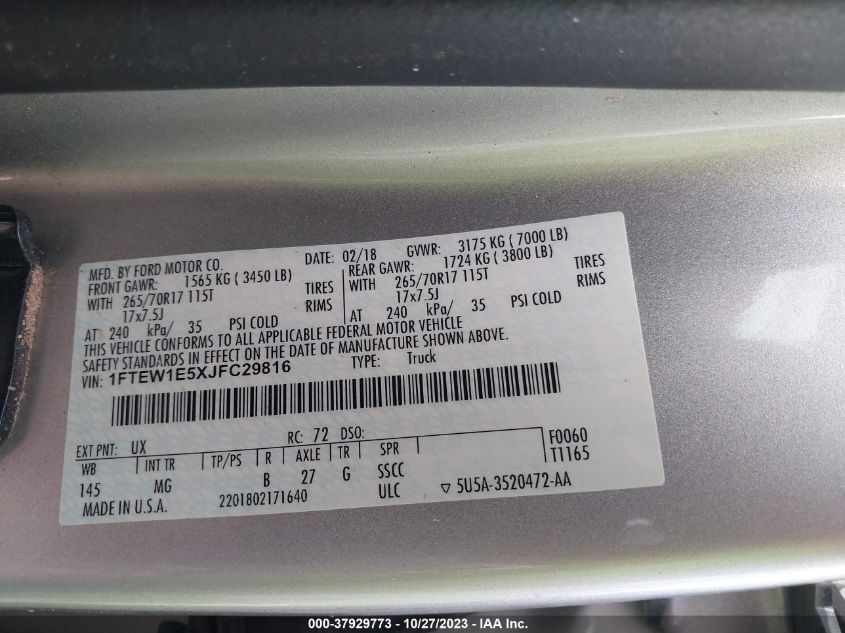 MFD. BY FORD MOTOR CO. DATE: 02/18 GVWR: 3175 KG ( 7000 LB)
FRONT GAWR: 1565 KG ( 3450 LB) REAR GAWR: 1724 KG ( 3800 LB)
WITH 265/70R17 115T TIRES WITH 265/70R17 115T TIRES
17x7.5J RIMS 17x7.5J RIMS
AT 240 kPa/ 35 PSI COLD AT 240 kPa/ 35 PSI COLD
THIS VEHICLE CONFORMS TO ALL APPLICABLE FEDERAL MOTOR VEHICLE
SAFETY STANDARDS IN EFFECT ON THE DATE OF MANUFACTURE SHOWN ABOVE.
VIN: 1FTEW1E5XJFC29816 TYPE: Truck
EXT PNT: UX RC: 72 DSO: F0060
WB INT TR TP/PS R AXLE TR SPR T1165
145 MG B 27 G SSCC
MADE IN U.S.A. 2201802171640 ULC ▽ 5U5A-3520472-AA
000-37929773 - 10/27/2023 - IAA Inc.